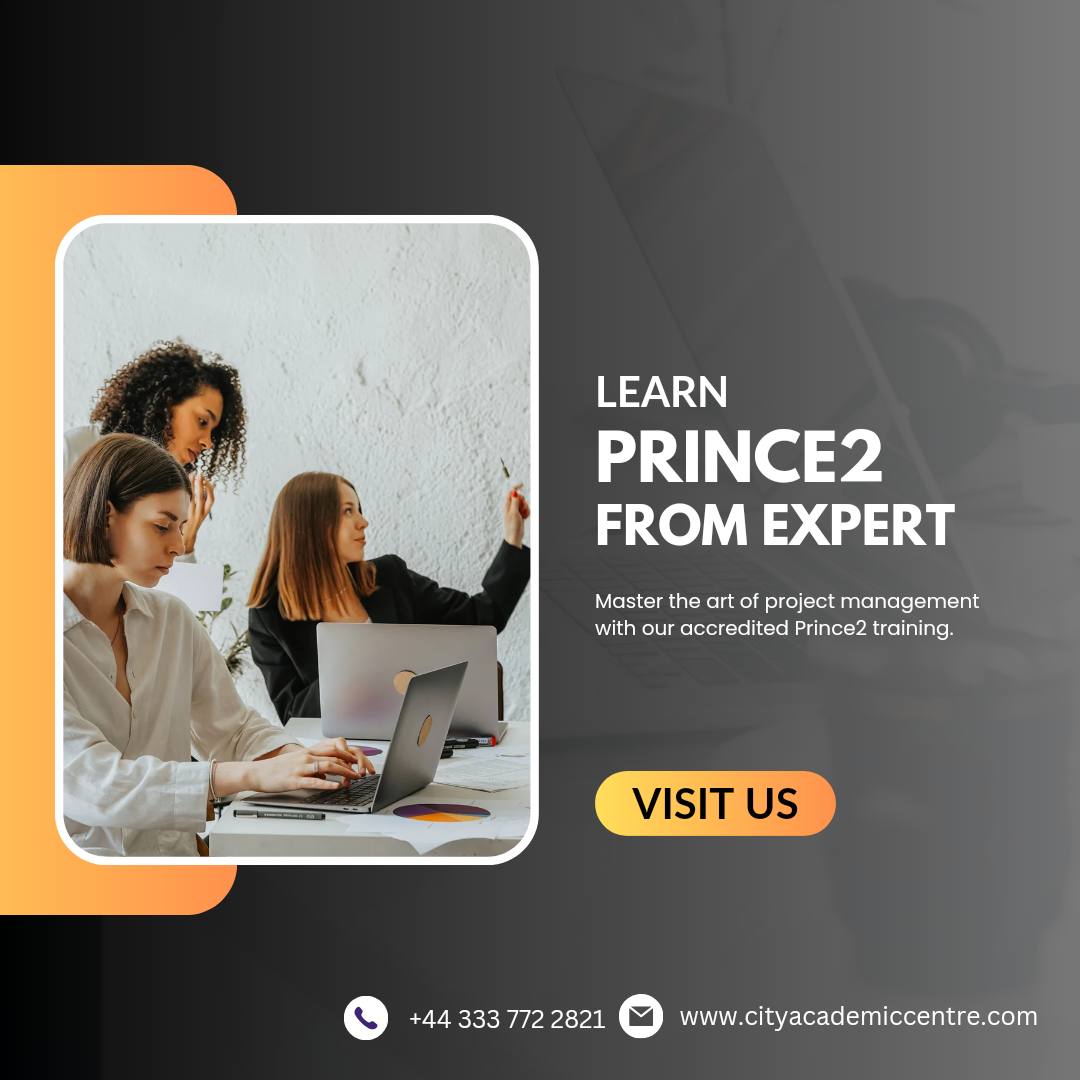 LEARN
PRINCE2
FROM EXPERT
Master the art of project management
with our accredited Prince2 training.
VISIT US
+44 333 772 2821
www.cityacademiccentre.com